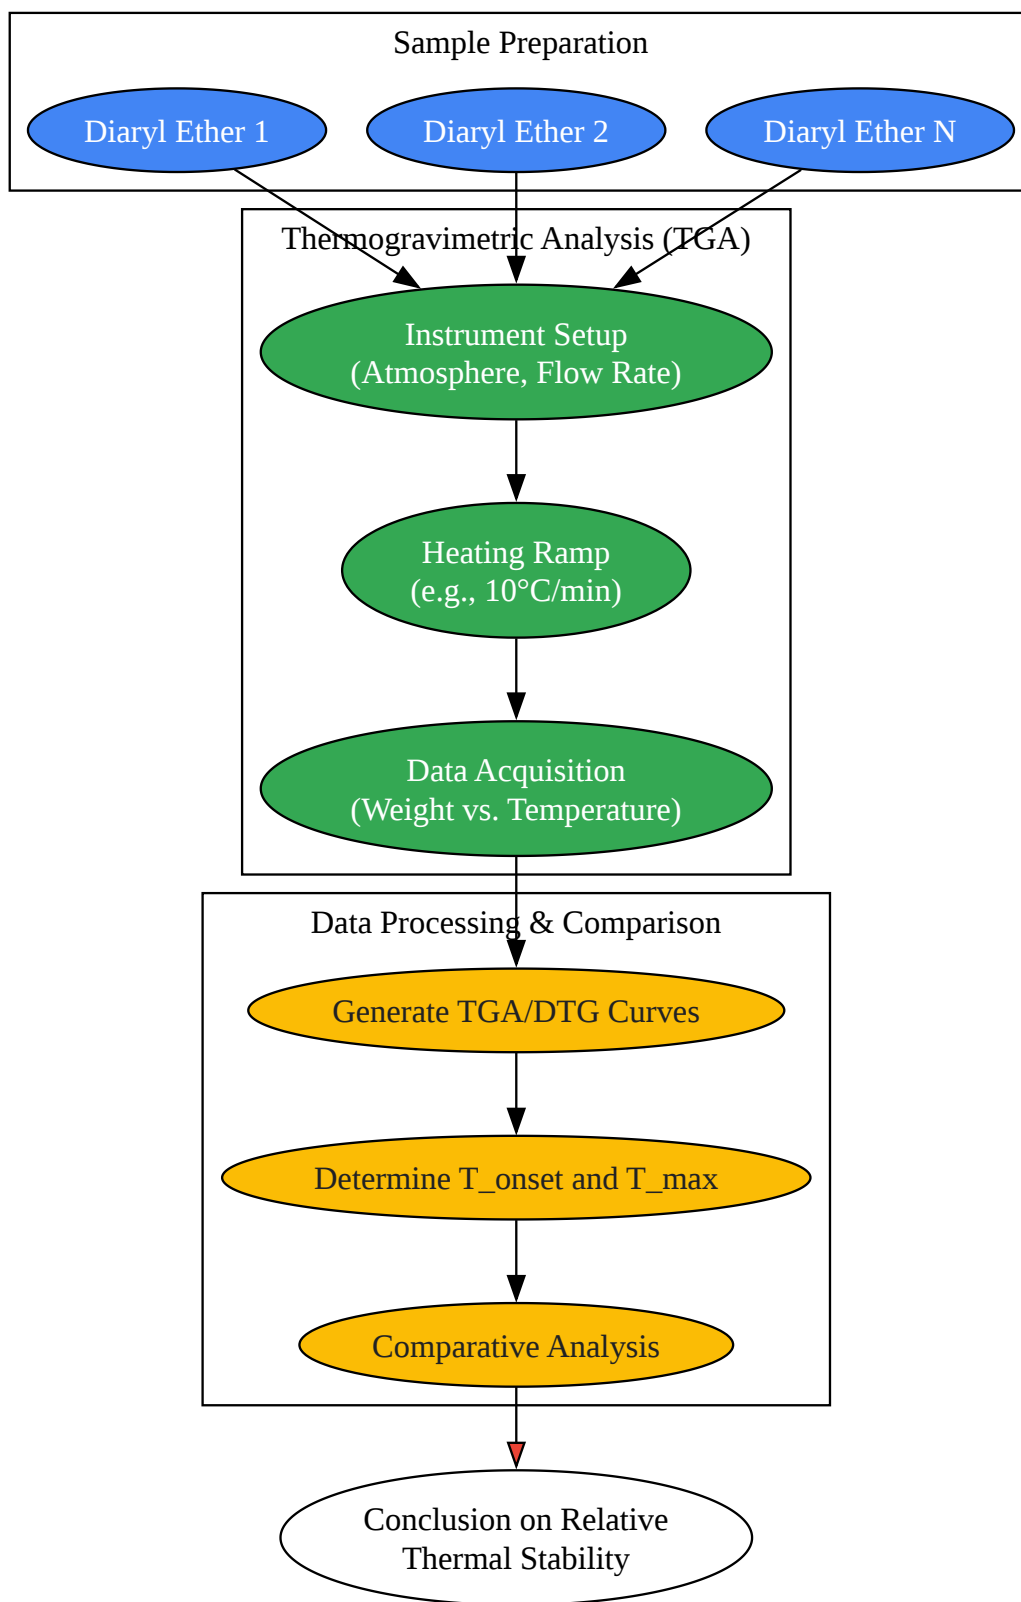 Sample Preparation
Diaryl Ether 1
Diaryl Ether 2
Diaryl Ether N
Thermogravimetric Analysis (TGA)
Instrument Setup
(Atmosphere, Flow Rate)
Heating Ramp
(e.g., 10°C/min)
Data Acquisition
(Weight vs. Temperature)
Data Processing & Comparison
Generate TGA/DTG Curves
Determine T_onset and T_max
Comparative Analysis
Conclusion on Relative
Thermal Stability